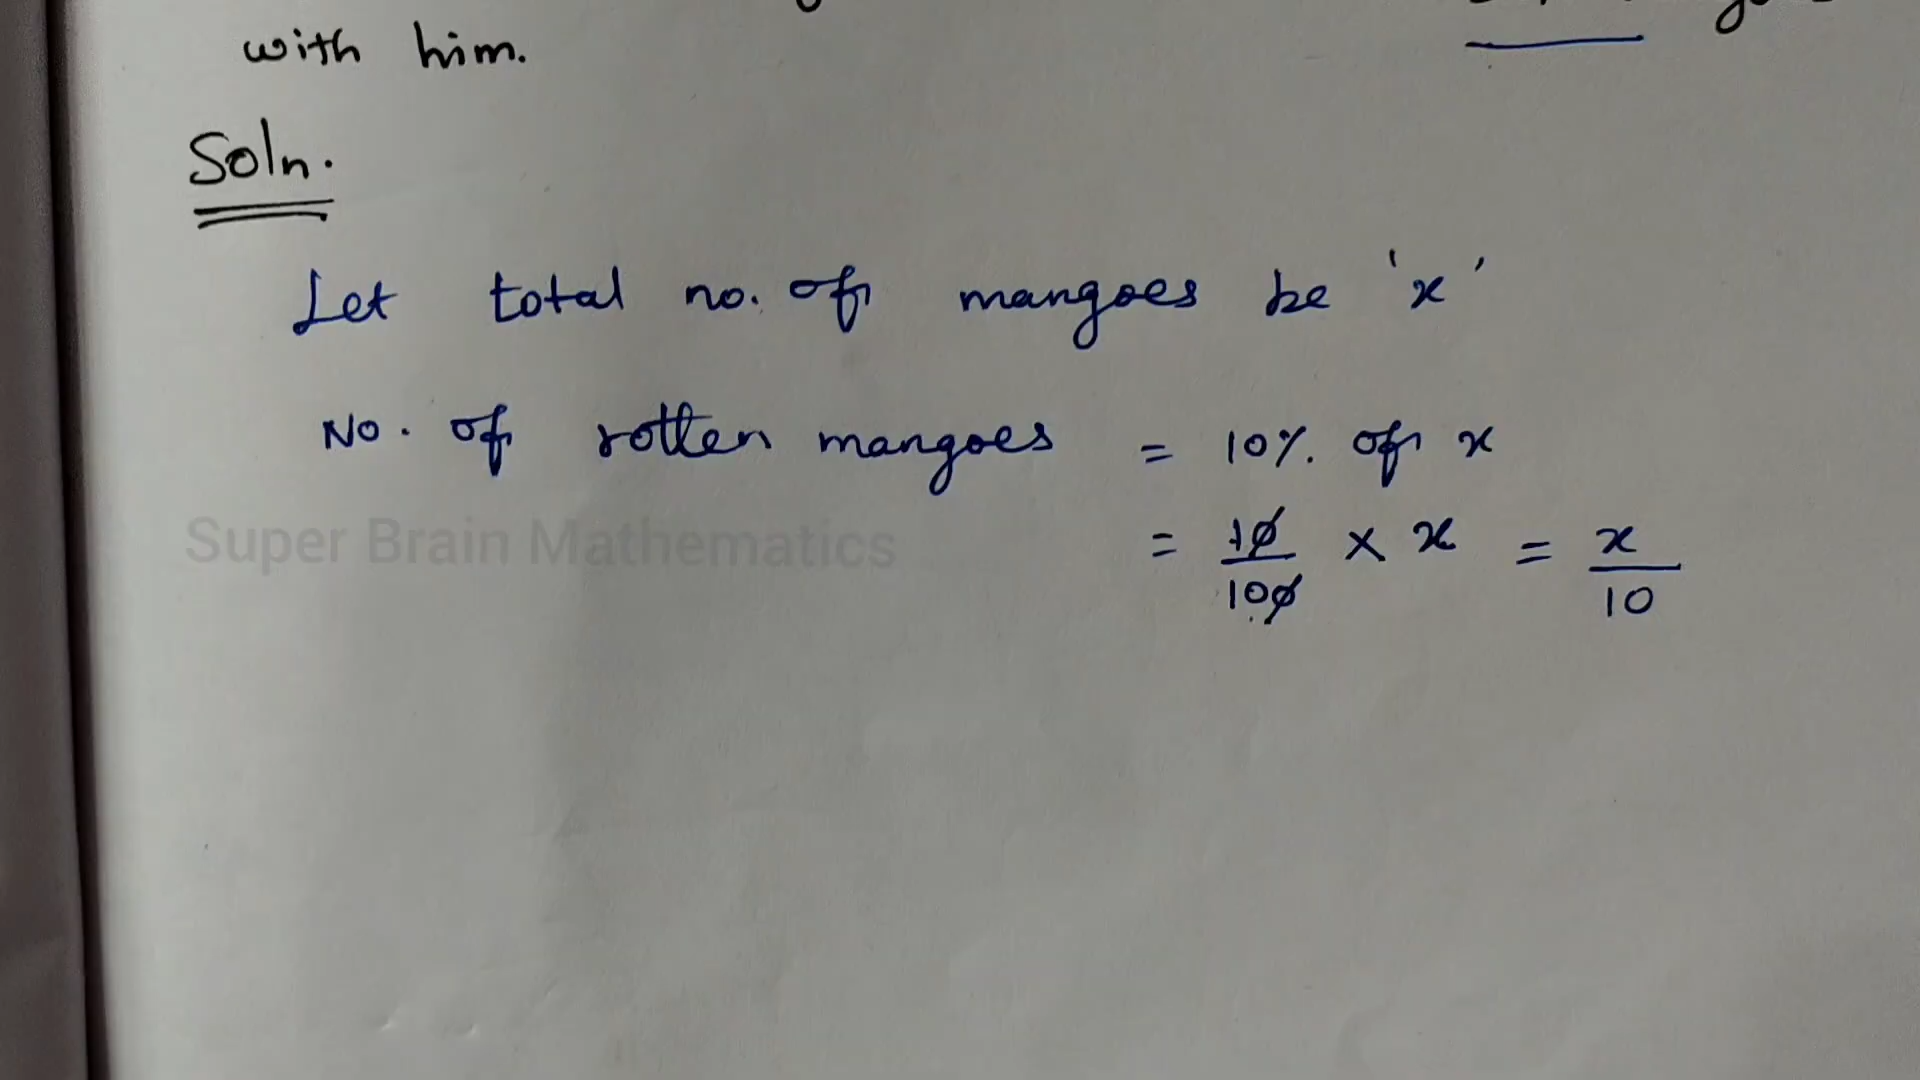 with him.
Soln.
Let total no. of mangoes be 'x'
No. of rotten mangoes = 10% of x
= 10/100 × x = x/10
Super Brain Mathematics